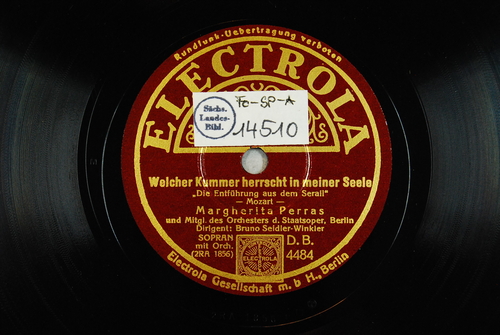 Rundfunk-Uebertragung verboten
ELECTROLA
Fo-SP-A
Sächs.
Landes-
Bibl.
14510
Welcher Kummer herrscht in meiner Seele
„Die Entführung aus dem Serail"
— Mozart —
Margherita Perras
und Mitgl. des Orchesters d. Staatsoper, Berlin
Dirigent: Bruno Seidler-Winkler
SOPRAN
mit Orch.
(2RA 1856)
ELECTROLA
D.B.
4484
Electrola Gesellschaft m. b H., Berlin